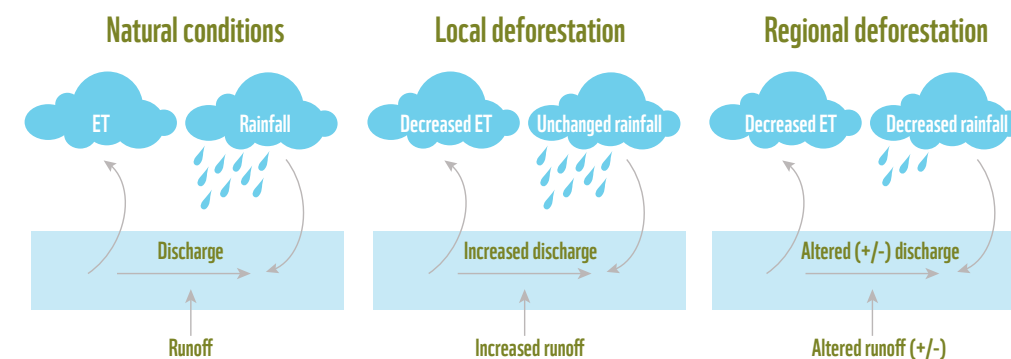 Natural conditions
ET
Rainfall
Discharge
Runoff
Local deforestation
Decreased ET
Unchanged rainfall
Increased discharge
Increased runoff
Regional deforestation
Decreased ET
Decreased rainfall
Altered (+/-) discharge
Altered runoff (+/-)